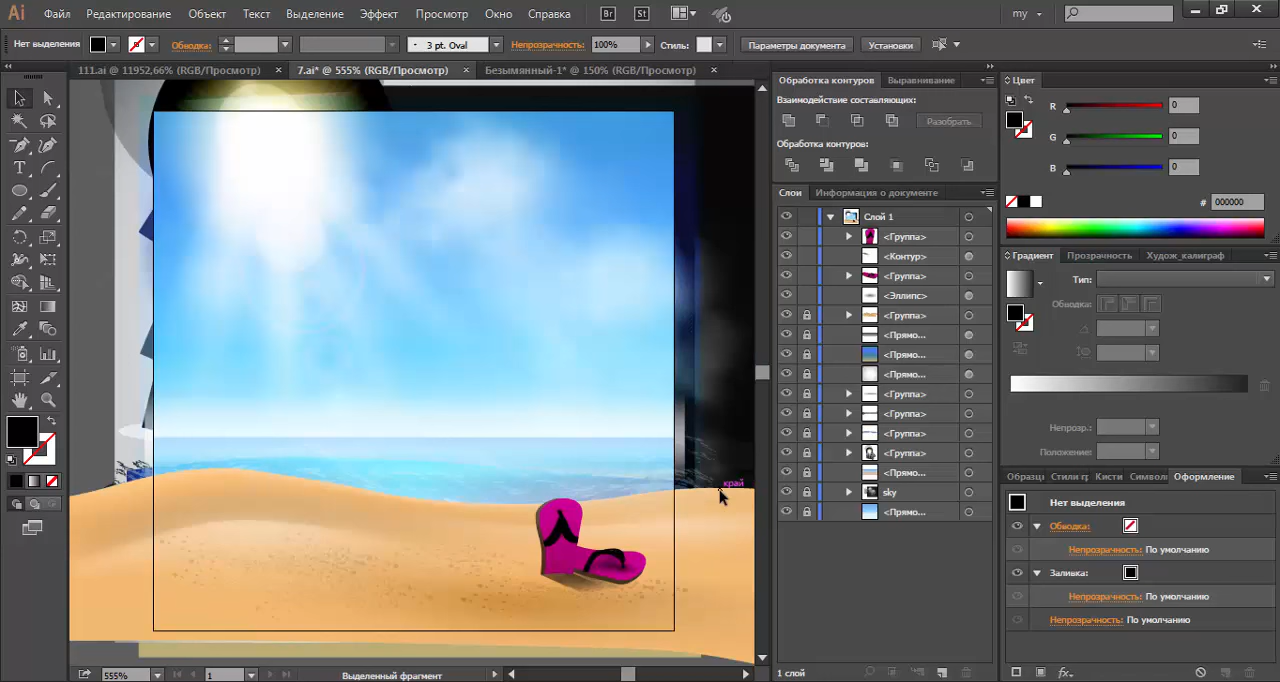 Ai Файл Редактирование Объект Текст Выделение Эффект Просмотр Окно Справка Br St my
Нет выделения Обводка: 3 pt. Oval Непрозрачность: 100% Стиль: Параметры документа Установки
111.ai @ 11952,66% (RGB/Просмотр) × 7.ai* @ 555% (RGB/Просмотр) × Безымянный-1* @ 150% (RGB/Просмотр) ×
Обработка контуров Выравнивание
Взаимодействие составляющих:
Разобрать
Обработка контуров:
Слои Информация о документе
Слой 1
<Группа>
<Контур>
<Группа>
<Эллипс>
<Группа>
<Прямо...
<Прямо...
<Прямо...
<Группа>
<Группа>
<Группа>
<Группа>
<Прямо...
sky
<Прямо...
1 слой
Цвет
R 0
G 0
B 0
# 000000
Градиент Прозрачность Худож_калиграф
Тип:
Обводка:
Непрозр.:
Положение:
Образц Стили гр Кисти Символ Оформление
Нет выделения
Обводка:
Непрозрачность: По умолчанию
Заливка:
Непрозрачность: По умолчанию
Непрозрачность: По умолчанию
fx
край
555% 1 Выделенный фрагмент